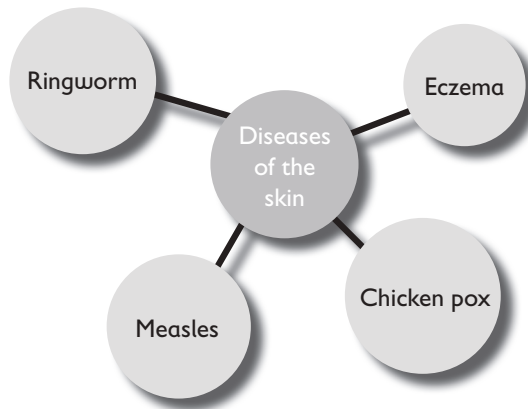 Ringworm
Eczema
Diseases
of the
skin
Chicken pox
Measles